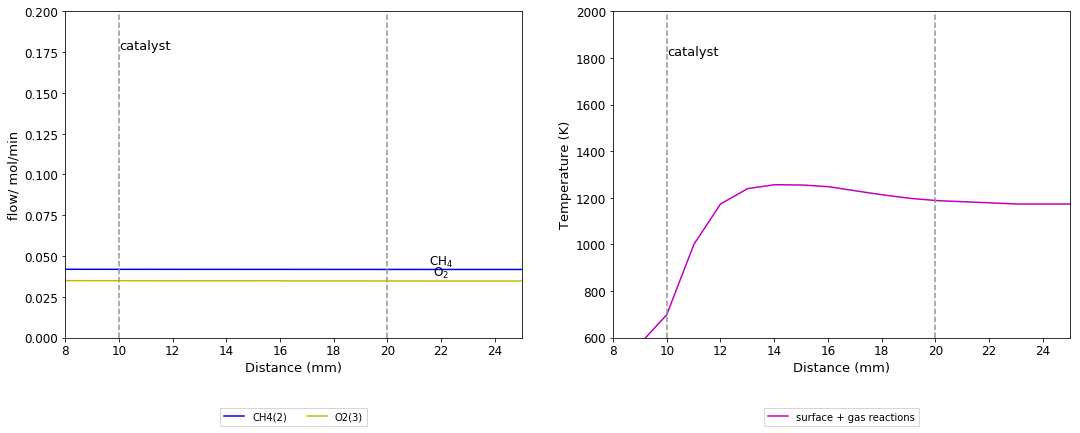 0.200
0.175
0.150
0.125
0.100
0.075
0.050
0.025
0.000
flow/ mol/min
catalyst
CH4
O2
8 10 12 14 16 18 20 22 24
Distance (mm)
CH4(2) O2(3)
2000
1800
1600
1400
1200
1000
800
600
Temperature (K)
catalyst
8 10 12 14 16 18 20 22 24
Distance (mm)
surface + gas reactions